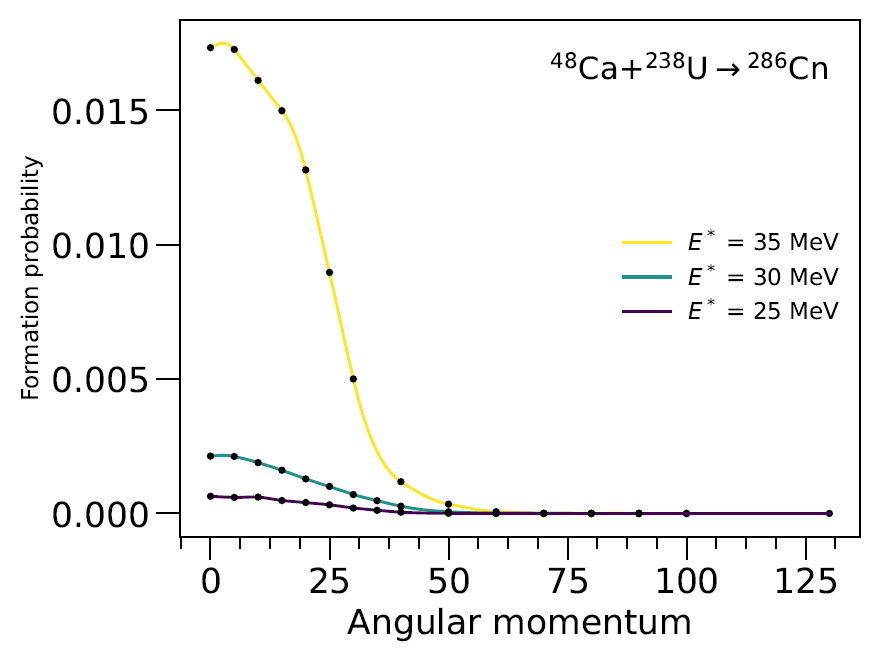 ⁴⁸Ca+²³⁸U→²⁸⁶Cn
Formation probability
0.015
0.010
0.005
0.000
E* = 35 MeV
E* = 30 MeV
E* = 25 MeV
0 25 50 75 100 125
Angular momentum